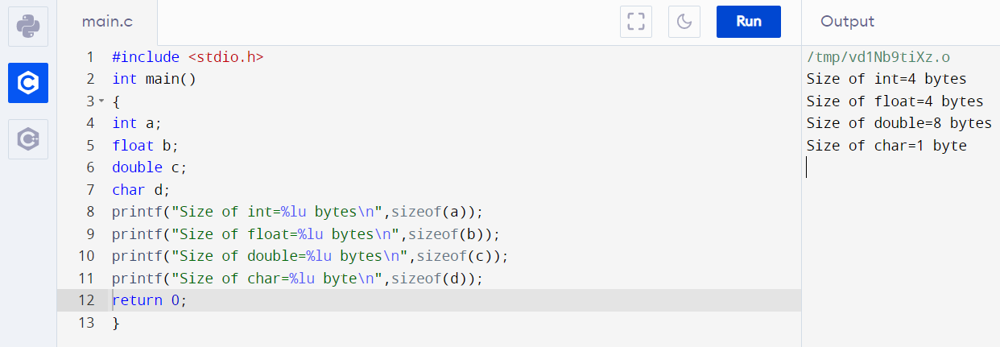 main.c
Run
Output
1 #include <stdio.h>
2 int main()
3 {
4 int a;
5 float b;
6 double c;
7 char d;
8 printf("Size of int=%lu bytes\n",sizeof(a));
9 printf("Size of float=%lu bytes\n",sizeof(b));
10 printf("Size of double=%lu bytes\n",sizeof(c));
11 printf("Size of char=%lu byte\n",sizeof(d));
12 return 0;
13 }
/tmp/vd1Nb9tiXz.o
Size of int=4 bytes
Size of float=4 bytes
Size of double=8 bytes
Size of char=1 byte